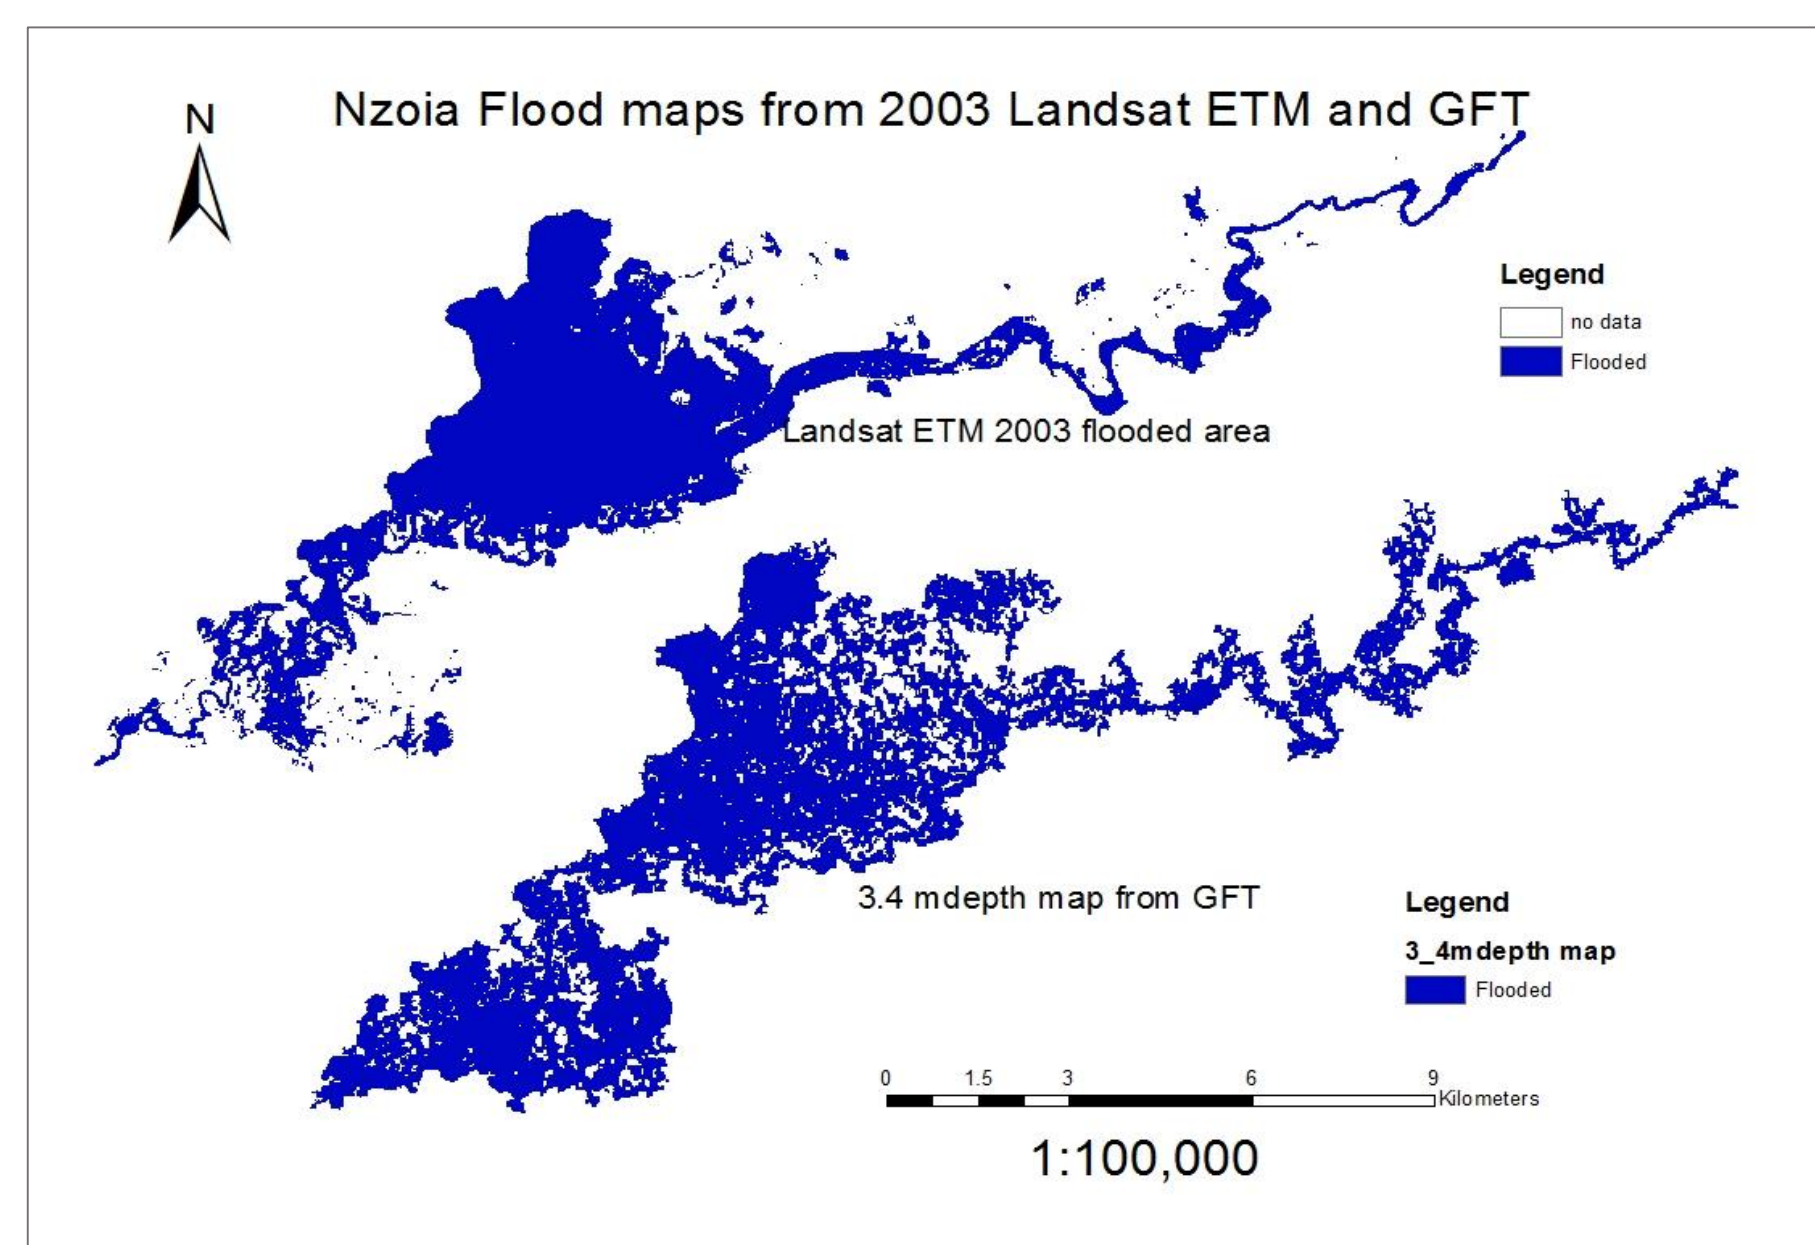 Nzoia Flood maps from 2003 Landsat ETM and GFT
N
Legend
no data
Flooded
Landsat ETM 2003 flooded area
3.4 mdepth map from GFT
Legend
3_4mdepth map
Flooded
0 1.5 3 6 9
Kilometers
1:100,000